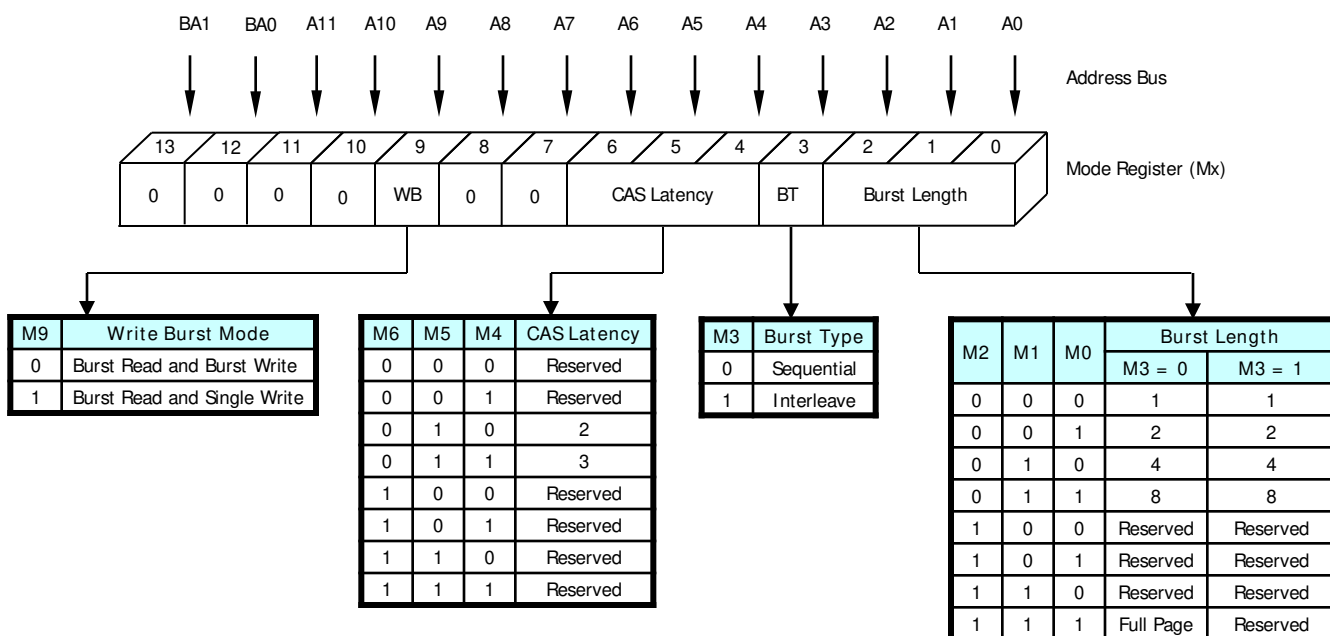 BA1 BA0 A11 A10 A9 A8 A7 A6 A5 A4 A3 A2 A1 A0
Address Bus
13 12 11 10 9 8 7 6 5 4 3 2 1 0
Mode Register (Mx)
0 0 0 0 WB 0 0 CAS Latency BT Burst Length
M9 Write Burst Mode
0 Burst Read and Burst Write
1 Burst Read and Single Write
M6 M5 M4 CAS Latency
0 0 0 Reserved
0 0 1 Reserved
0 1 0 2
0 1 1 3
1 0 0 Reserved
1 0 1 Reserved
1 1 0 Reserved
1 1 1 Reserved
M3 Burst Type
0 Sequential
1 Interleave
M2 M1 M0 Burst Length
M3 = 0 M3 = 1
0 0 0 1 1
0 0 1 2 2
0 1 0 4 4
0 1 1 8 8
1 0 0 Reserved Reserved
1 0 1 Reserved Reserved
1 1 0 Reserved Reserved
1 1 1 Full Page Reserved